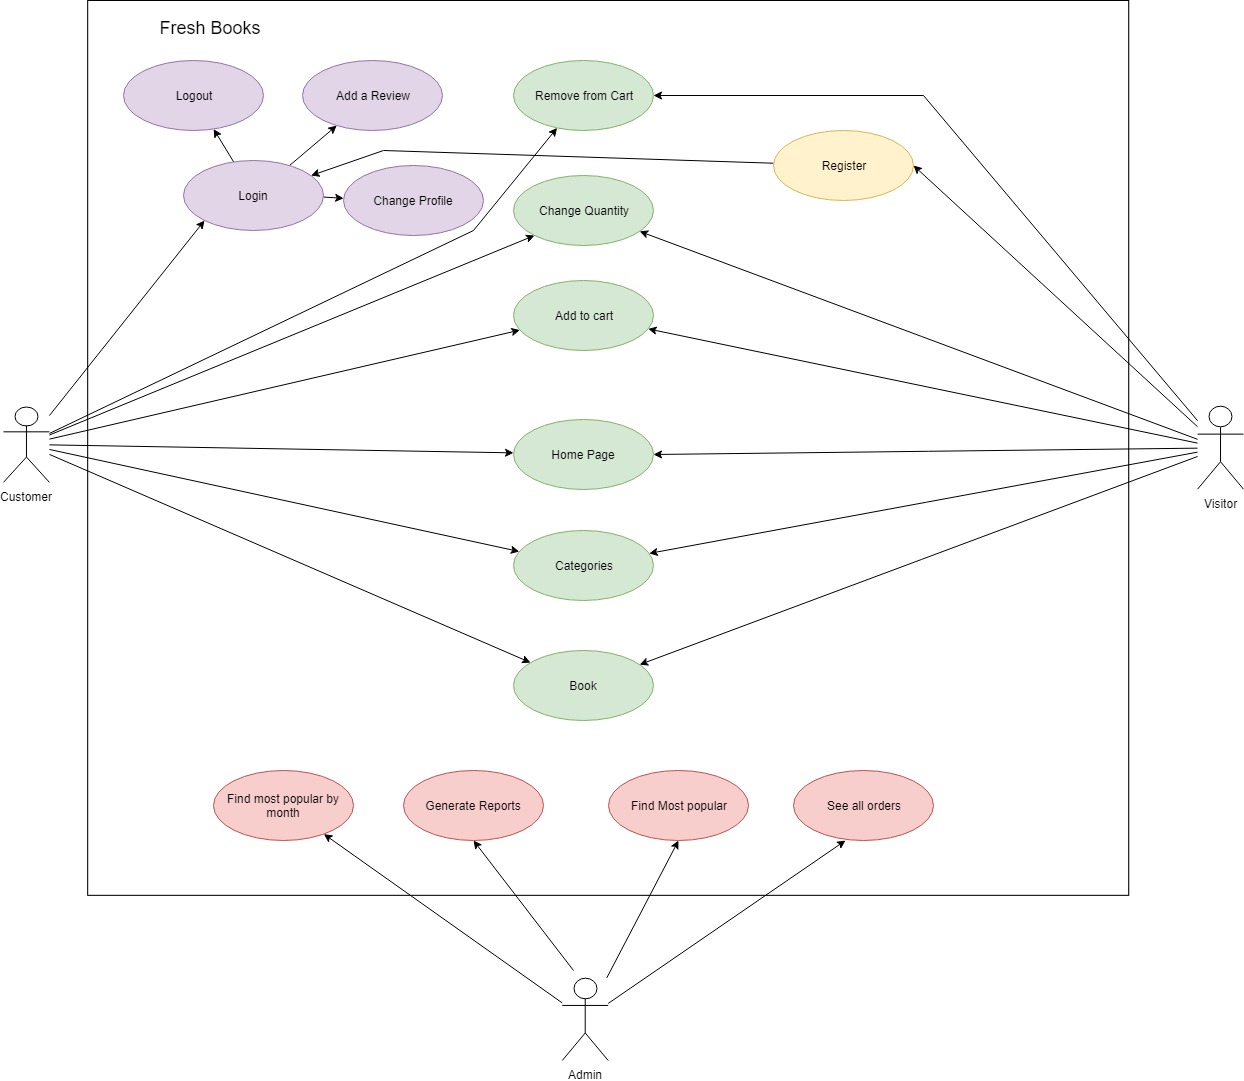 Fresh Books
Logout
Add a Review
Remove from Cart
Register
Login
Change Profile
Change Quantity
Add to cart
Home Page
Customer
Visitor
Categories
Book
Find most popular by
month
Generate Reports
Find Most popular
See all orders
Admin